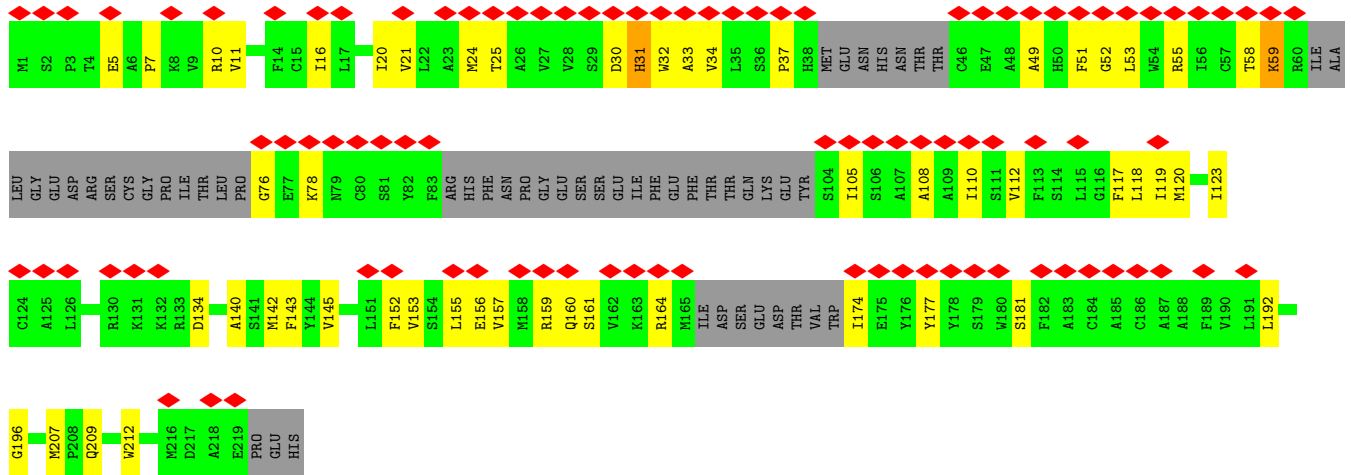 M1 S2 P3 T4 E5 A6 P7 K8 V9 R10 V11 F14 C15 I16 L17 I20 V21 L22 A23 M24 T25 A26 V27 V28 S29 D30 H31 W32 A33 V34 L35 S36 P37 H38 MET GLU ASN HIS ASN THR THR C46 E47 A48 A49 H50 F51 G52 L53 W54 R55 I56 C57 T58 K59 R60 ILE ALA
LEU GLY GLU ASP ARG SER CYS GLY PRO ILE THR LEU PRO G76 E77 K78 N79 C80 S81 Y82 F83 ARG HIS PHE ASN PRO GLY GLU SER SER GLU ILE PHE GLU PHE THR THR GLN LYS GLU TYR S104 I105 S106 A107 A108 A109 I110 S111 V112 F113 S114 L115 G116 F117 L118 I119 M120 I123
C124 A125 L126 R130 K131 K132 R133 D134 A140 S141 M142 F143 Y144 V145 L151 F152 V153 S154 L155 E156 V157 M158 R159 Q160 S161 V162 K163 R164 M165 ILE ASP SER GLU ASP THR VAL TRP I174 E175 Y176 Y177 Y178 S179 W180 S181 F182 A183 C184 A185 C186 A187 A188 F189 V190 L191 L192
G196 M207 P208 Q209 W212 M216 D217 A218 E219 PRO GLU HIS